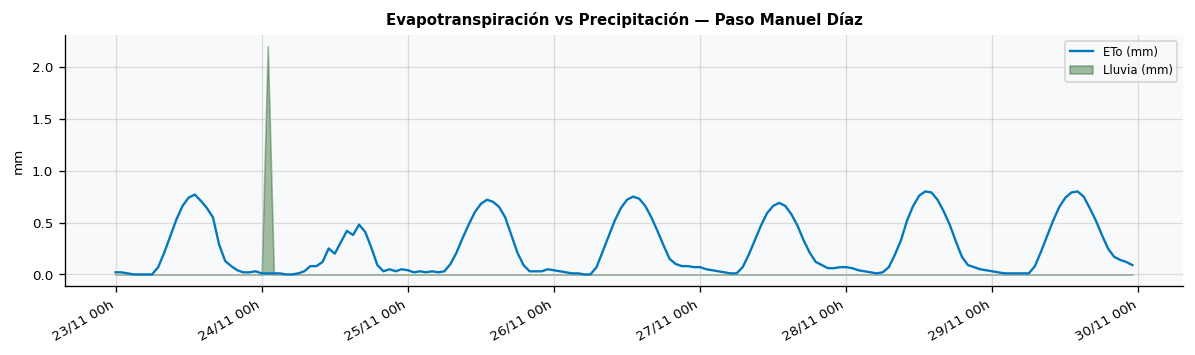 Evapotranspiración vs Precipitación — Paso Manuel Díaz
ETo (mm)
Lluvia (mm)
mm
2.0
1.5
1.0
0.5
0.0
23/11 00h
24/11 00h
25/11 00h
26/11 00h
27/11 00h
28/11 00h
29/11 00h
30/11 00h